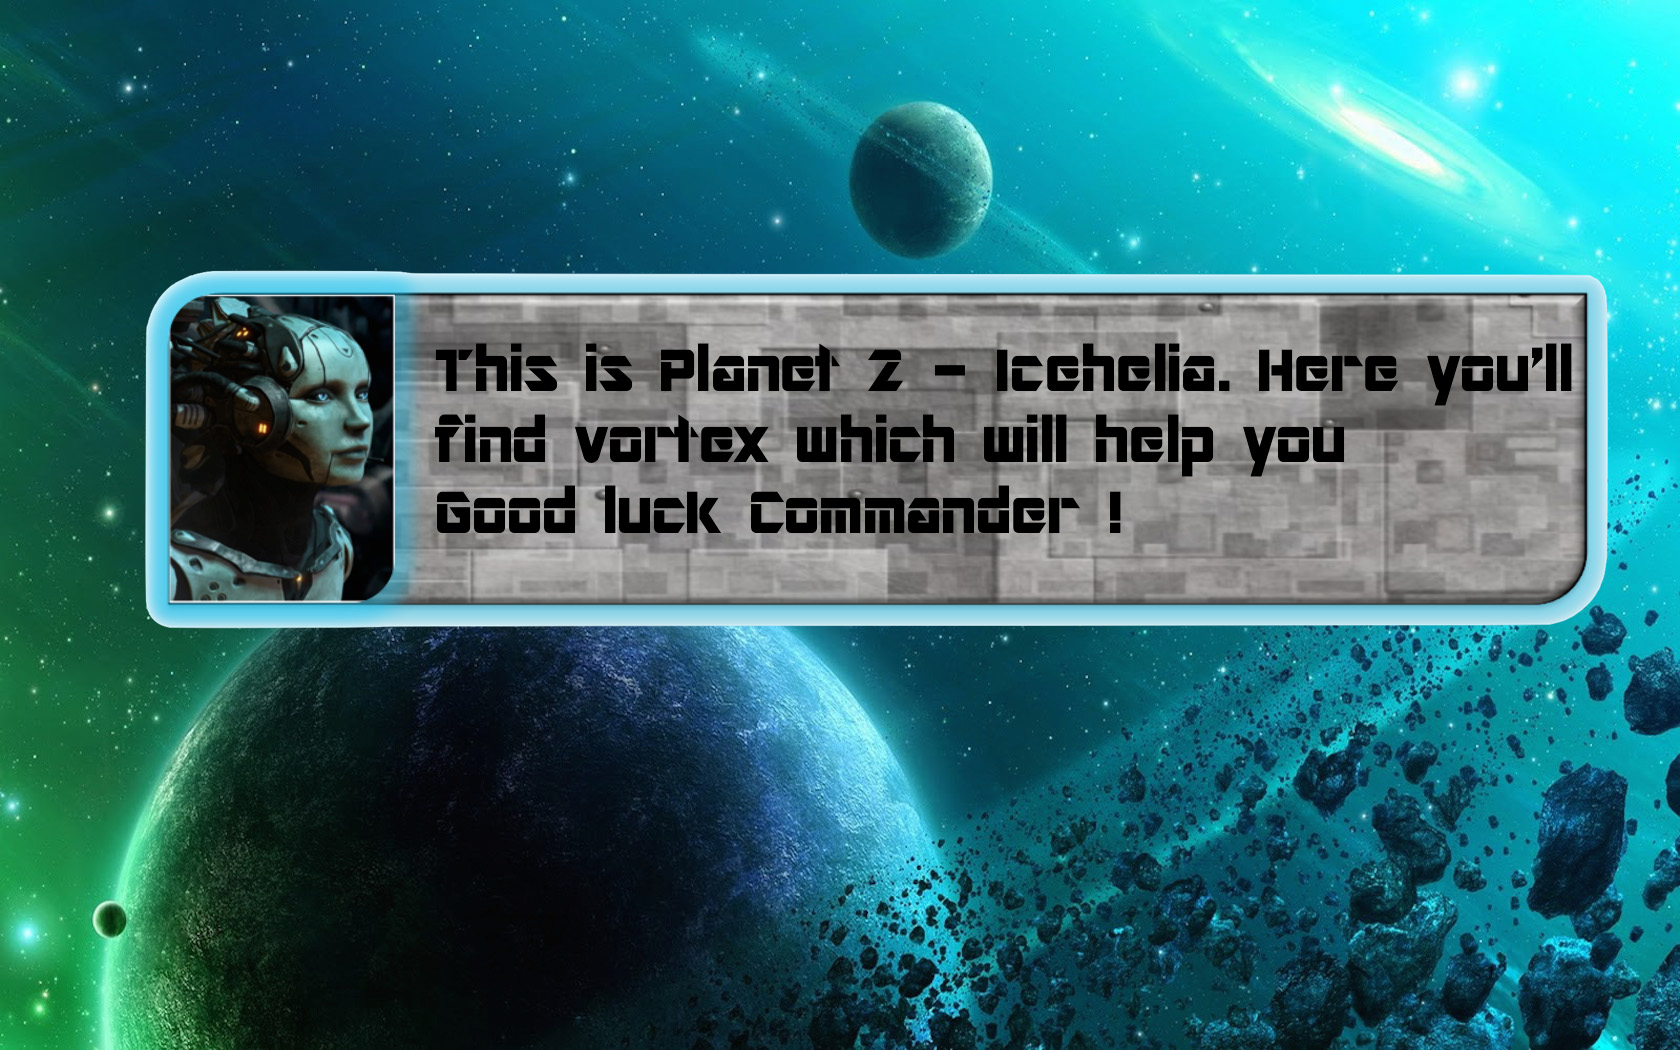 This is Planet 2 - Icehelia. Here you'll
find vortex which will help you
Good luck Commander !